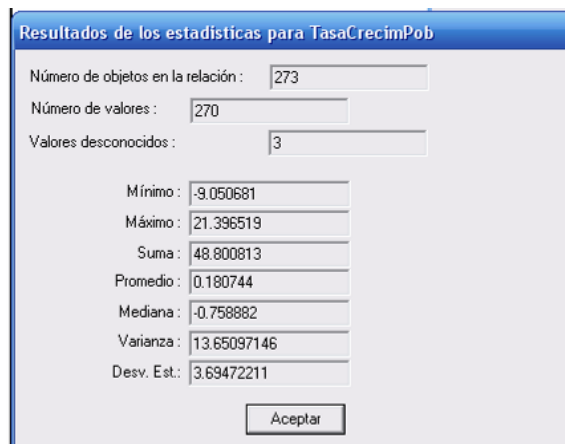 Resultados de los estadísticas para TasaCrecimPob
Número de objetos en la relación : 273
Número de valores : 270
Valores desconocidos : 3
Mínimo : -9.050681
Máximo : 21.396519
Suma : 48.800813
Promedio : 0.180744
Mediana : -0.758882
Varianza : 13.65097146
Desv. Est.: 3.69472211
Aceptar